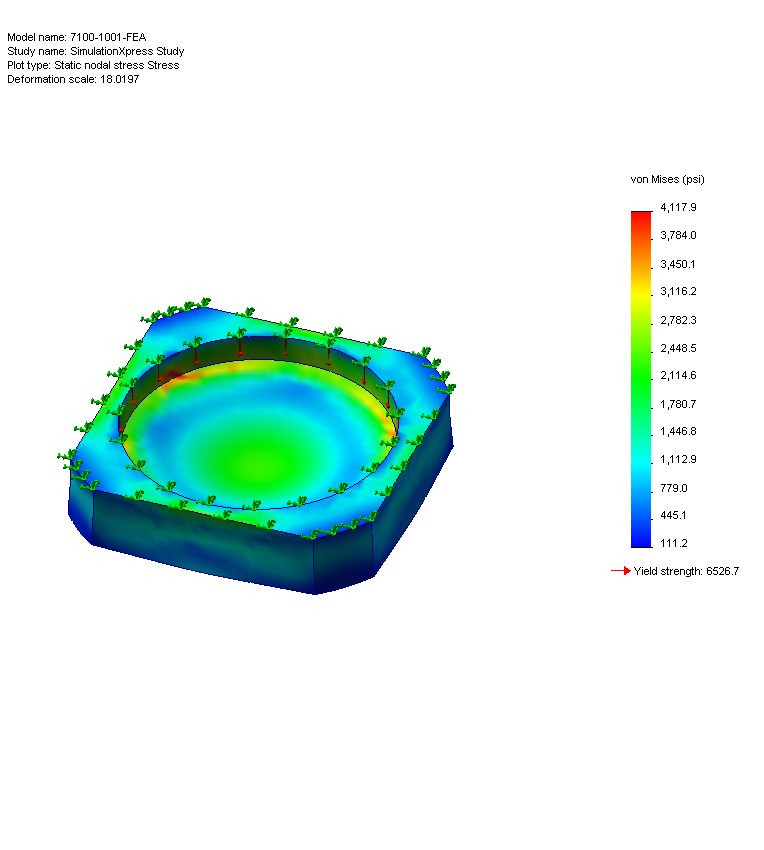 Model name: 7100-1001-FEA
Study name: SimulationXpress Study
Plot type: Static nodal stress Stress
Deformation scale: 18.0197
von Mises (psi)
4,117.9
3,784.0
3,450.1
3,116.2
2,782.3
2,448.5
2,114.6
1,780.7
1,446.8
1,112.9
779.0
445.1
111.2
Yield strength: 6526.7